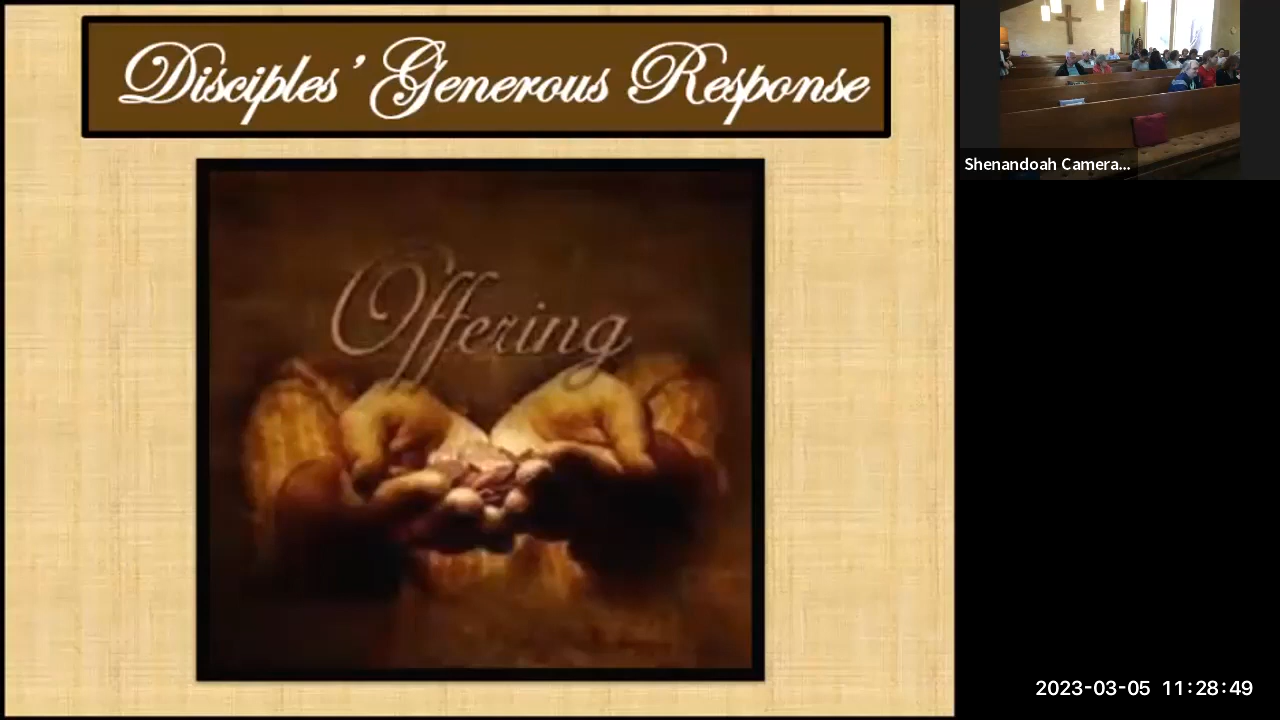 Disciples' Generous Response
Offering
Shenandoah Camera...
2023-03-05 11:28:49